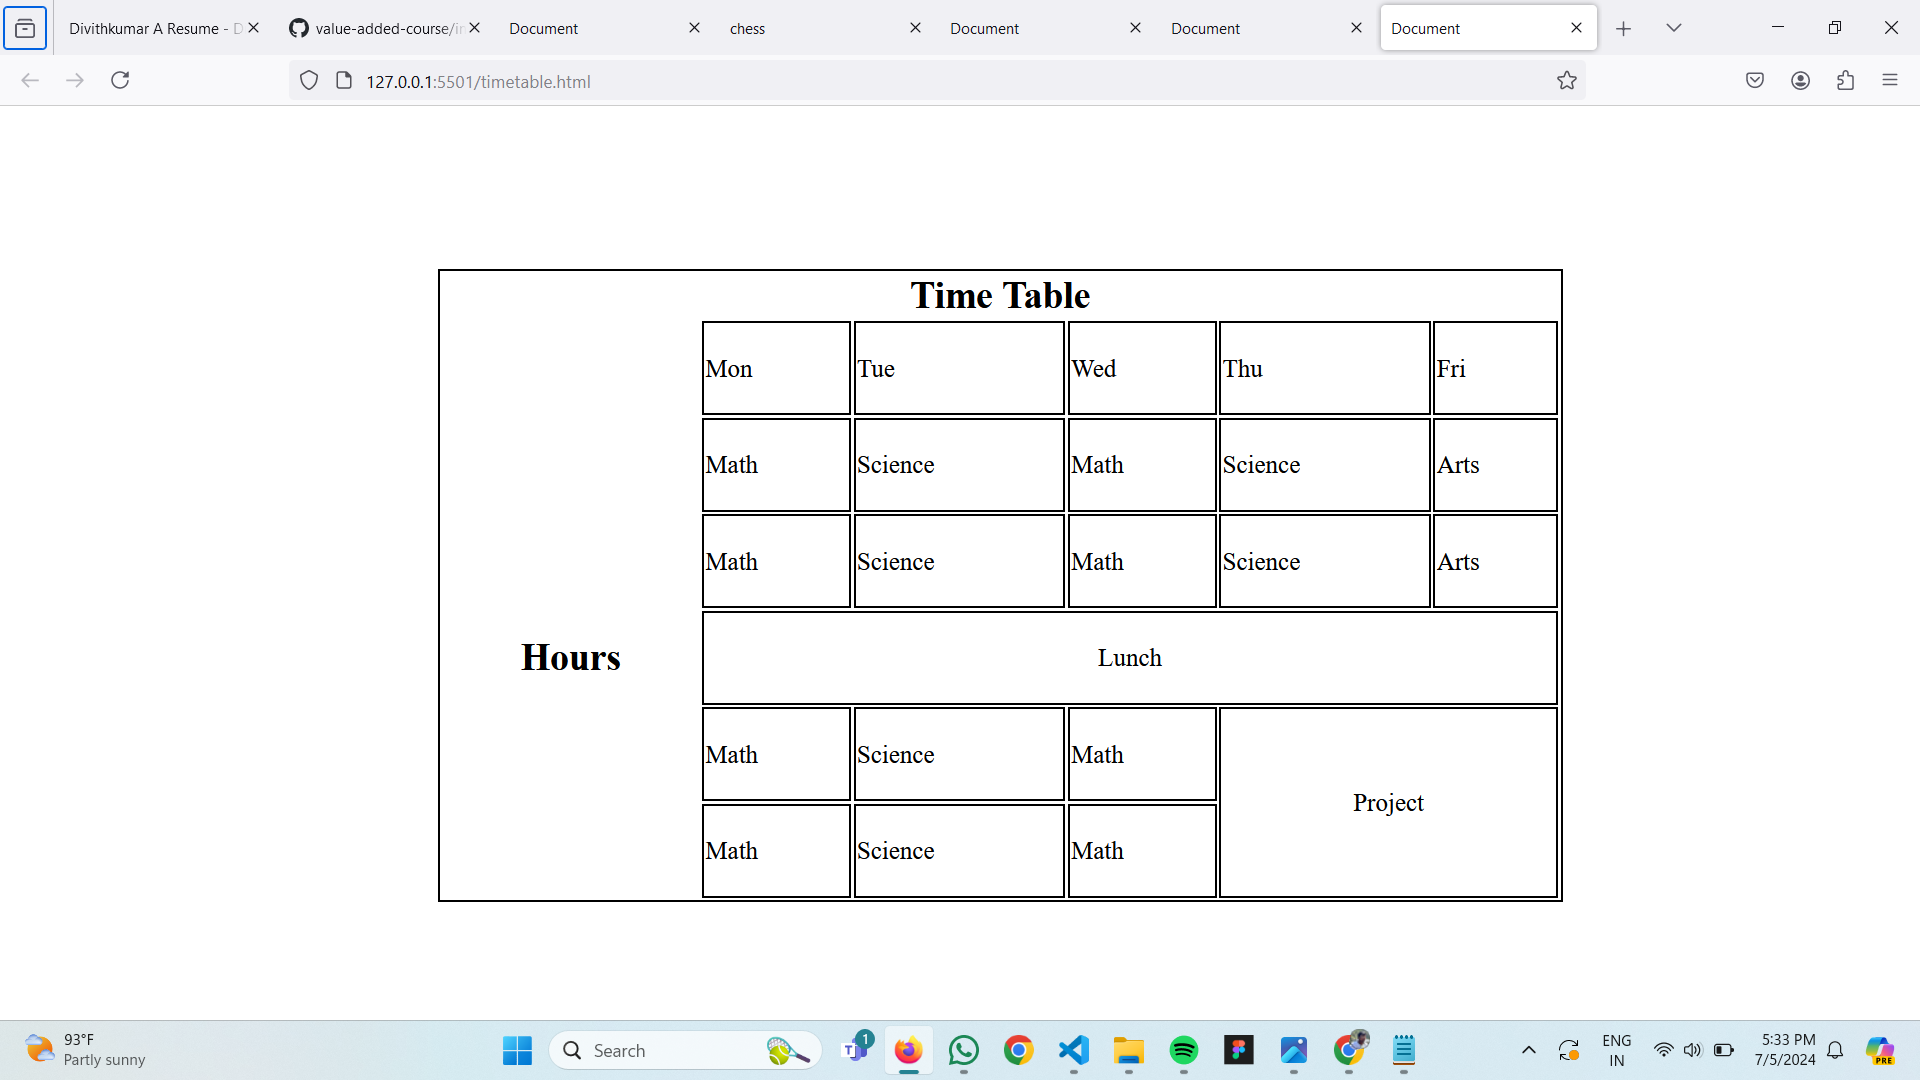 Divithkumar A Resume - D
value-added-course/in
Document
chess
Document
Document
Document
127.0.0.1:5501/timetable.html
Time Table
Mon Tue Wed Thu Fri
Math Science Math Science Arts
Math Science Math Science Arts
Hours Lunch
Math Science Math
Project
Math Science Math
93°F
Partly sunny
Search
T
1
ENG
IN
5:33 PM
7/5/2024
PRE